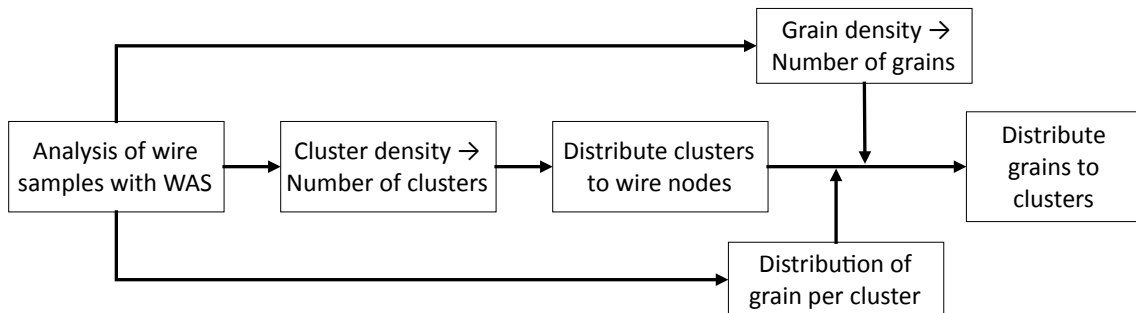 Grain density →
Number of grains
Analysis of wire
samples with WAS
Cluster density →
Number of clusters
Distribute clusters
to wire nodes
Distribute
grains to
clusters
Distribution of
grain per cluster